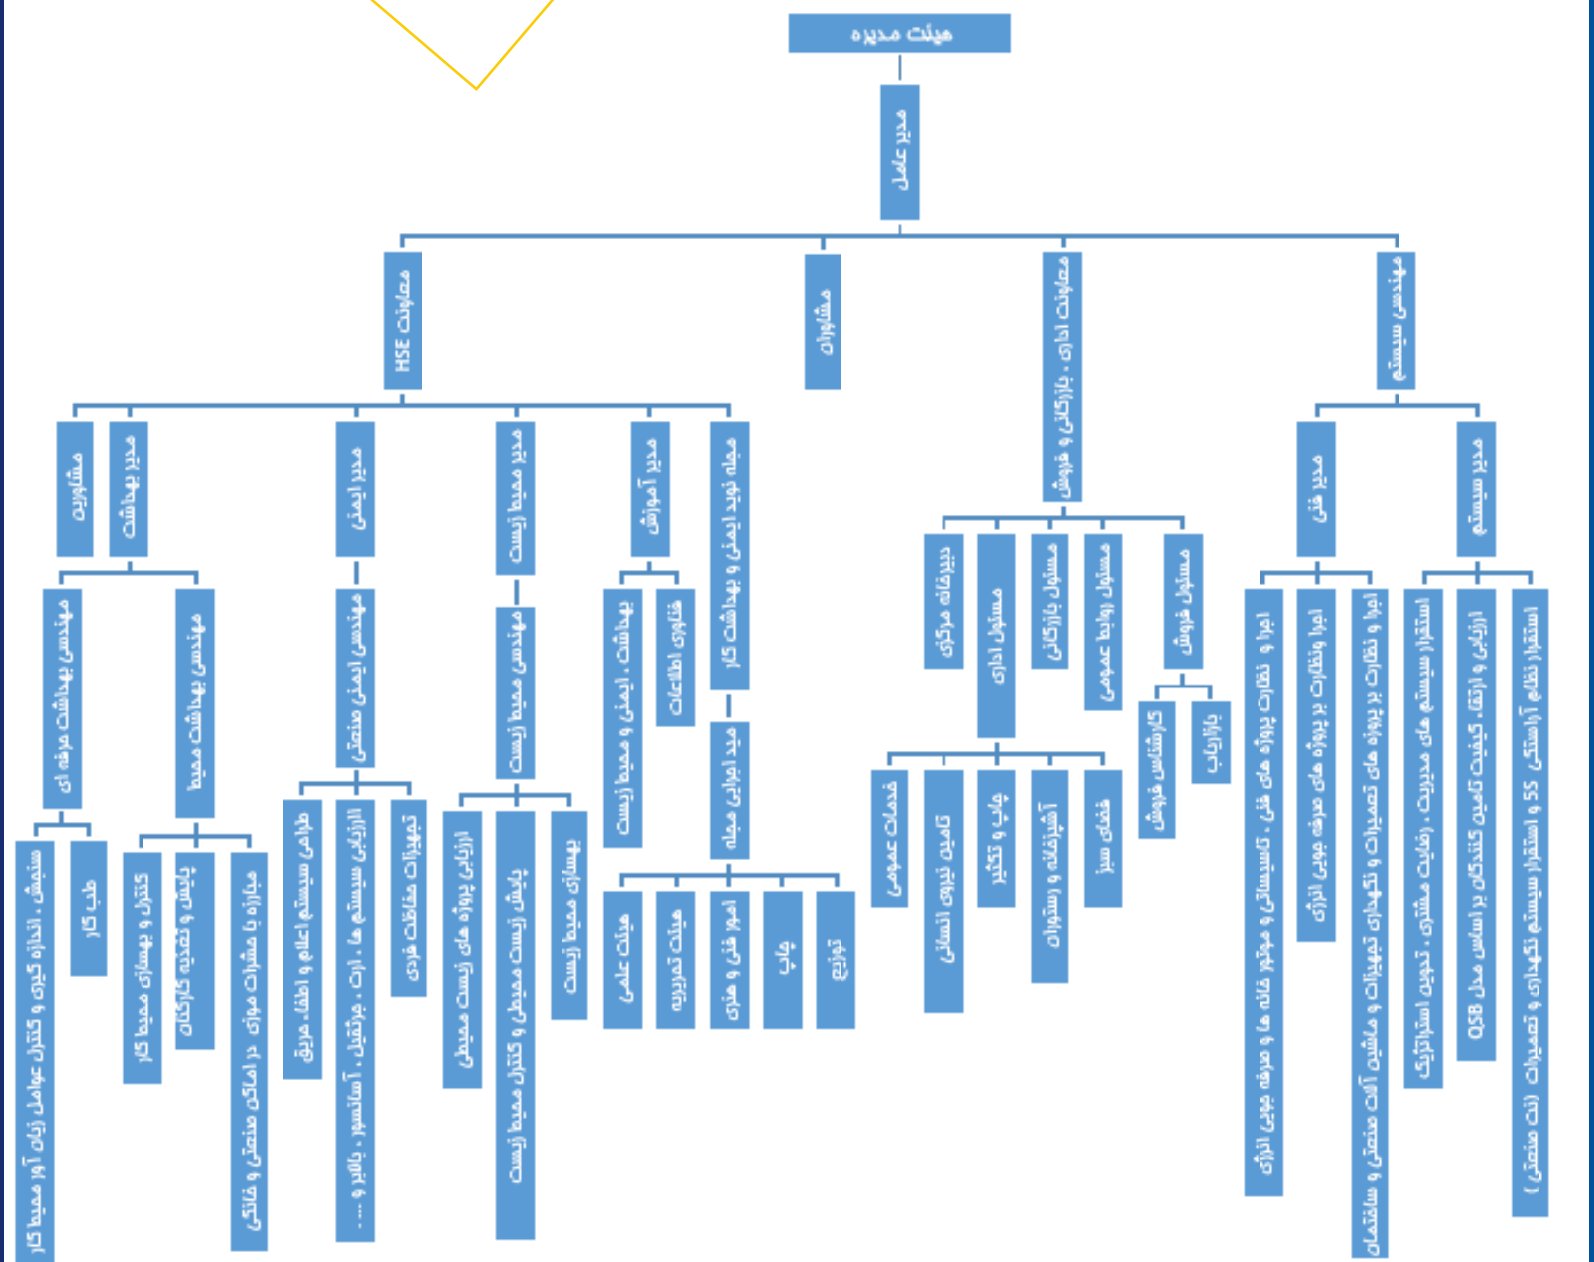 هیئت مدیره
مدیر عامل
مهندسی سیستم
معاونت اداری ، بازرگانی و فروش
مشاوران
معاونت HSE
مدیر سیستم
مدیر فنی
مسئول فروش
مسئول روابط عمومی
مسئول بازرگانی
مسئول اداری
دبیرخانه مرکزی
مجله نوید ایمنی و بهداشت کار
مدیر آموزش
مدیر محیط زیست
مدیر ایمنی
مدیر بهداشت
مشاورین
استقرار نظام آراستگی 5S و استقرار سیستم نگهداری و تعمیرات (نت صنعتی )
ارزیابی و ارتقاء کیفیت تامین کنندگان بر اساس مدل QSB
استقرار سیستم های مدیریت ، رضایت مشتری ، تدوین استراتژیک
اجرا و نظارت بر پروژه های تعمیرات و نگهداری تجهیزات و ماشین آلات صنعتی و ساختمان
اجرا ونظارت بر پروژه های صرفه جویی انرژی
اجرا و نظارت پروژه های فنی ، تاسیساتی و موتور خانه ها و صرفه جویی انرژی
بازاریاب
کارشناس فروش
فضای سبز
آشپزخانه و رستوران
چاپ و تکثیر
تامین نیروی انسانی
خدمات عمومی
مدیر اجرایی مجله
توزیع
چاپ
امور فنی و هنری
هیئت تحریریه
هیئت علمی
فناوری اطلاعات
بهداشت ، ایمنی و محیط زیست
مهندسی محیط زیست
بهسازی محیط زیست
پایش زیست محیطی و کنترل محیط زیست
ارزیابی پروژه های زیست محیطی
مهندسی ایمنی صنعتی
تجهیزات حفاظت فردی
ارزیابی سیستم ها ، ارت ، جرثقیل ، آسانسور ، بالابر و .... .
طراحی سیستم اعلام و اطفاء حریق
مهندسی بهداشت محیط
مهندسی بهداشت حرفه ای
مبارزه با حشرات موزی در اماکن صنعتی و خانگی
پایش و تغذیه کارکنان
کنترل و بهسازی محیط کار
طب کار
سنجش ، اندازه گیری و کنترل عوامل زیان آور محیط کار